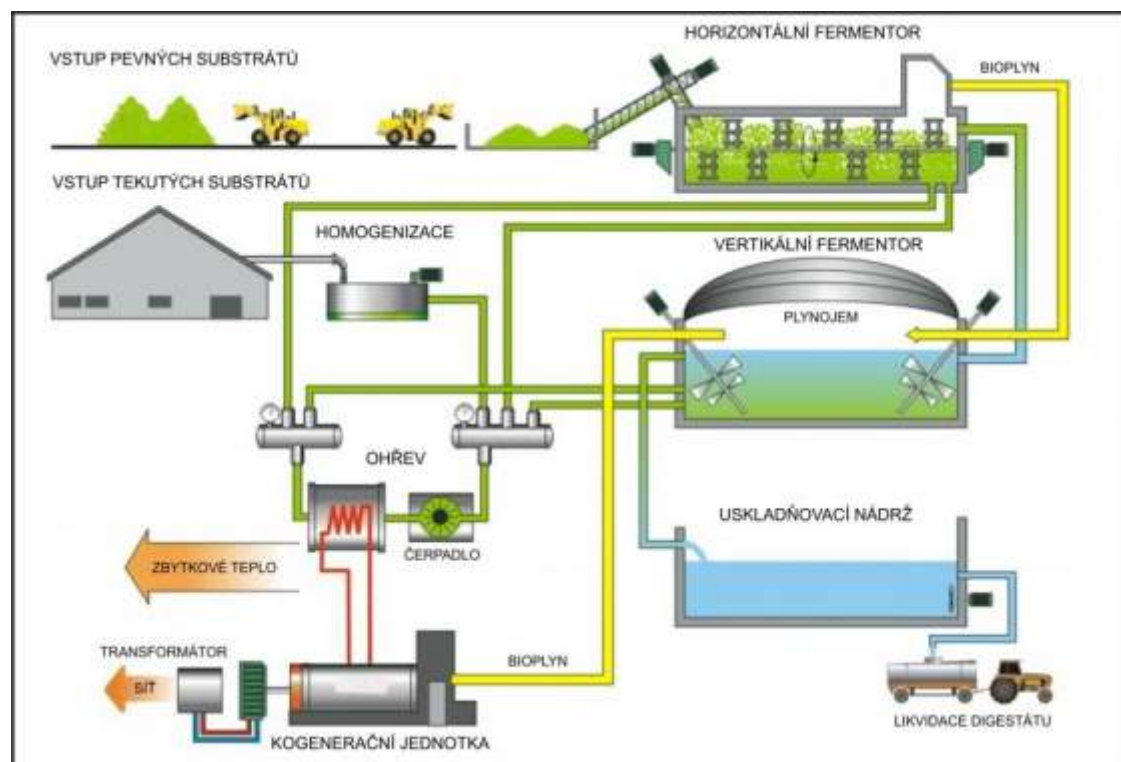 HORIZONTÁLNÍ FERMENTOR
VSTUP PEVNÝCH SUBSTRÁTŮ
BIOPLYN
VSTUP TEKUTÝCH SUBSTRÁTŮ
HOMOGENIZACE
VERTIKÁLNÍ FERMENTOR
PLYNOJEM
OHŘEV
USKLADŇOVACÍ NÁDRŽ
ČERPADLO
ZBYTKOVÉ TEPLO
TRANSFORMÁTOR
BIOPLYN
SÍŤ
LIKVIDACE DIGESTÁTU
KOGENERAČNÍ JEDNOTKA